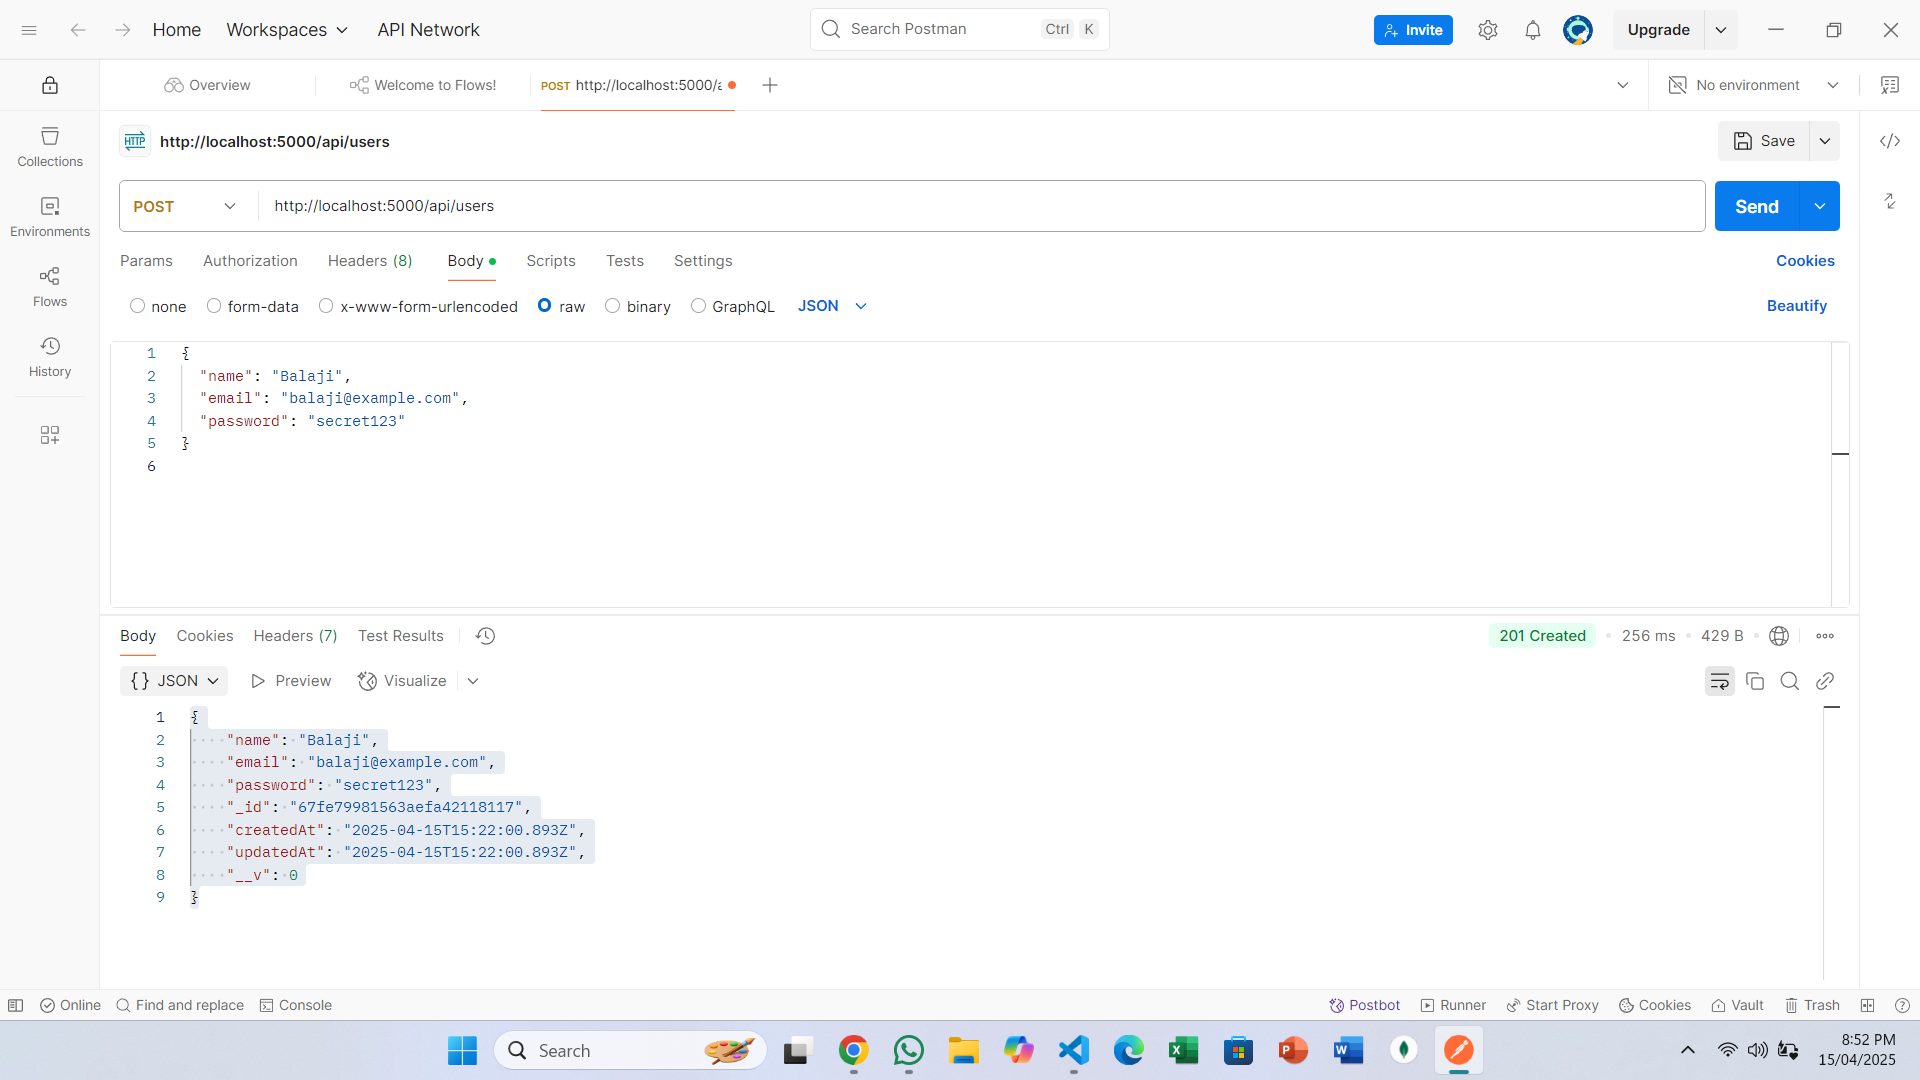 Home Workspaces API Network Search Postman Ctrl K Invite Upgrade
Overview Welcome to Flows! POST http://localhost:5000/a No environment
HTTP http://localhost:5000/api/users Save
Collections
Environments
Flows
History
POST http://localhost:5000/api/users Send
Params Authorization Headers (8) Body Scripts Tests Settings Cookies
none form-data x-www-form-urlencoded raw binary GraphQL JSON Beautify
1 {
2 "name": "Balaji",
3 "email": "balaji@example.com",
4 "password": "secret123"
5 }
6
Body Cookies Headers (7) Test Results 201 Created 256 ms 429 B
{} JSON Preview Visualize
1 {
2 "name": "Balaji",
3 "email": "balaji@example.com",
4 "password": "secret123",
5 "_id": "67fe79981563aefa42118117",
6 "createdAt": "2025-04-15T15:22:00.893Z",
7 "updatedAt": "2025-04-15T15:22:00.893Z",
8 "__v": 0
9 }
Online Find and replace Console Postbot Runner Start Proxy Cookies Vault Trash
Search
8:52 PM
15/04/2025